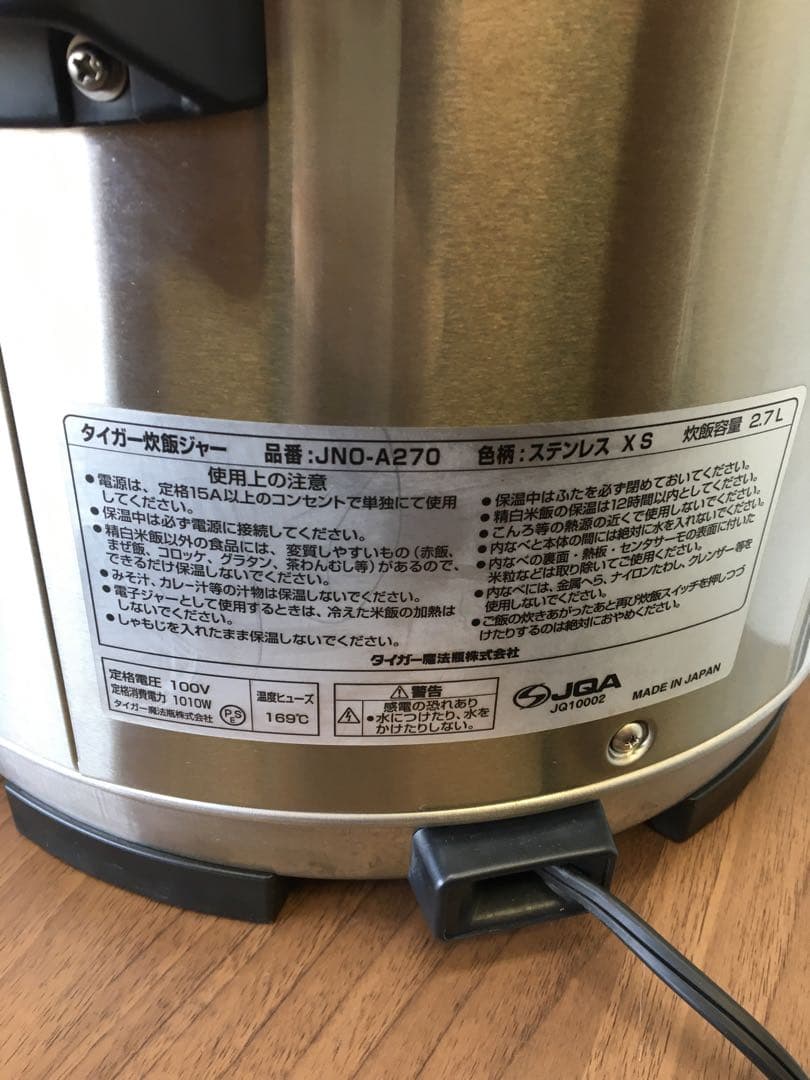 タイガー炊飯ジャー 品番:JNO-A270 色柄:ステンレス XS 炊飯容量 2.7L
使用上の注意
●電源は、定格15A以上のコンセントで単独にて使用
してください。
●保温中は必ず電源に接続してください。
●精白米飯以外の食品には、変質しやすいもの(赤飯、
まぜ飯、コロッケ、グラタン、茶わんむし等)があるので、
できるだけ保温しないでください。
●みそ汁、カレー汁等の汁物は保温しないでください。
●電子ジャーとして使用するときは、冷えた米飯の加熱は
しないでください。
●しゃもじを入れたまま保温しないでください。
●保温中はふたを必ず閉めておいてください。
●精白米飯の保温は12時間以内としてください。
●こんろ等の熱源の近くで使用しないでください。
●内なべと本体の間には絶対に水を入れないでください。
●内なべの裏面・熱板・センタサーモの表面に付いた
米粒などは取り除いてご使用ください。
●内なべには、金属へら、ナイロンたわし、クレンザー等を
使用しないでください。
●ご飯の炊きあがったあと再び炊飯スイッチを押しつづ
けたりするのは絶対におやめください。
タイガー魔法瓶株式会社
定格電圧 100V
定格消費電力 1010W
タイガー魔法瓶株式会社
PSE
温度ヒューズ
169℃
⚠警告
感電の恐れあり
●水につけたり、水を
かけたりしない。
JQA
JQ10002
MADE IN JAPAN